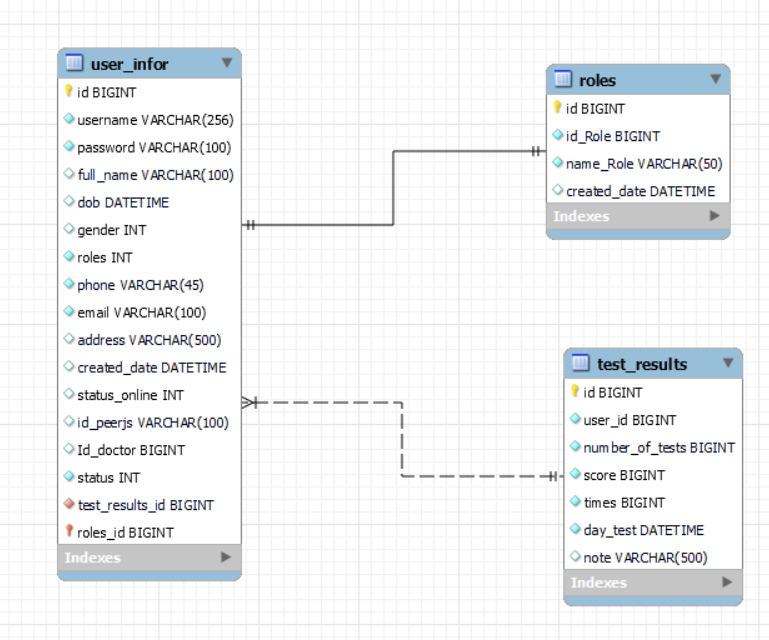 user_infor
id BIGINT
username VARCHAR(256)
password VARCHAR(100)
full_name VARCHAR(100)
dob DATETIME
gender INT
roles INT
phone VARCHAR(45)
email VARCHAR(100)
address VARCHAR(500)
created_date DATETIME
status_online INT
id_peerjs VARCHAR(100)
Id_doctor BIGINT
status INT
test_results_id BIGINT
roles_id BIGINT
Indexes
roles
id BIGINT
id_Role BIGINT
name_Role VARCHAR(50)
created_date DATETIME
Indexes
test_results
id BIGINT
user_id BIGINT
number_of_tests BIGINT
score BIGINT
times BIGINT
day_test DATETIME
note VARCHAR(500)
Indexes